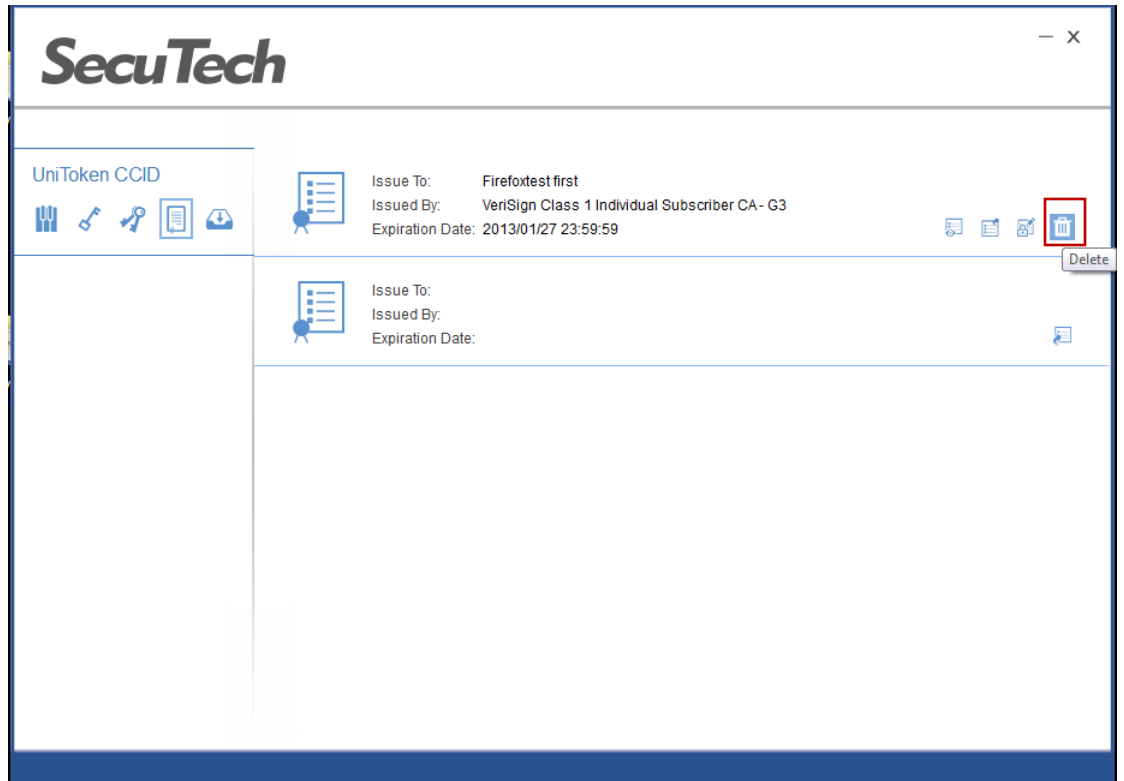 SecuTech
UniToken CCID
Issue To: Firefoxtest first
Issued By: VeriSign Class 1 Individual Subscriber CA - G3
Expiration Date: 2013/01/27 23:59:59
Delete
Issue To:
Issued By:
Expiration Date: